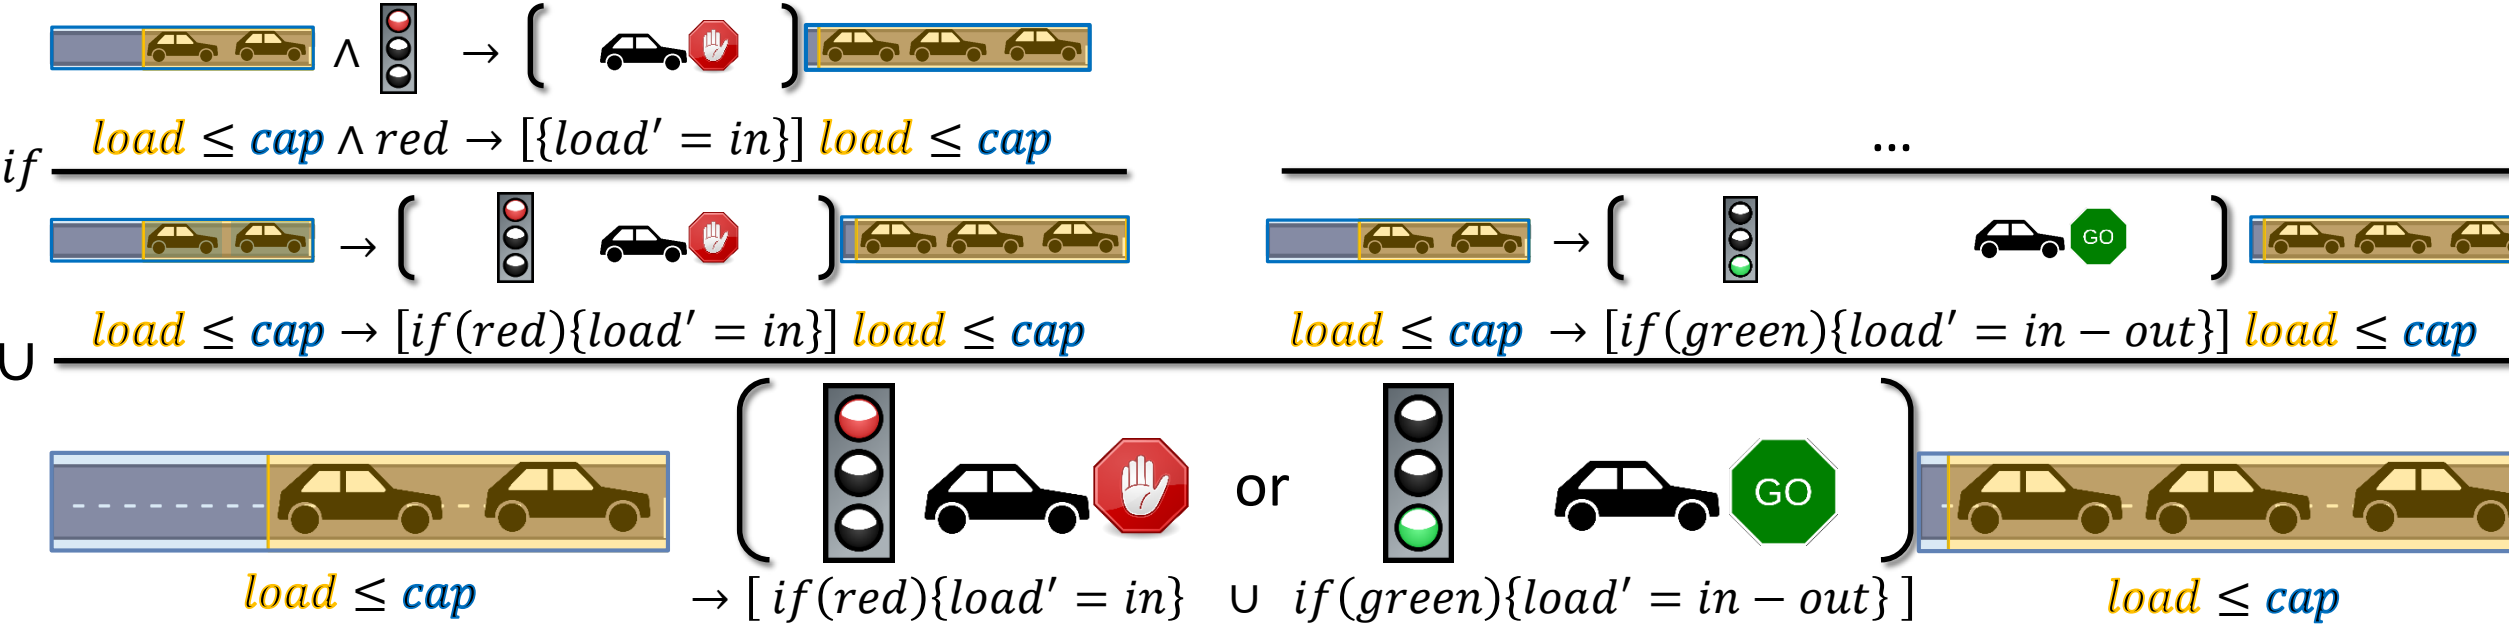 ∧ → ( )
load ≤ cap ∧ red → [{load′ = in}] load ≤ cap
...
if
→ ( )
→ ( GO )
load ≤ cap → [if(red){load′ = in}] load ≤ cap
load ≤ cap → [if(green){load′ = in − out}] load ≤ cap
∪
( or GO )
load ≤ cap → [ if(red){load′ = in} ∪ if(green){load′ = in − out} ] load ≤ cap